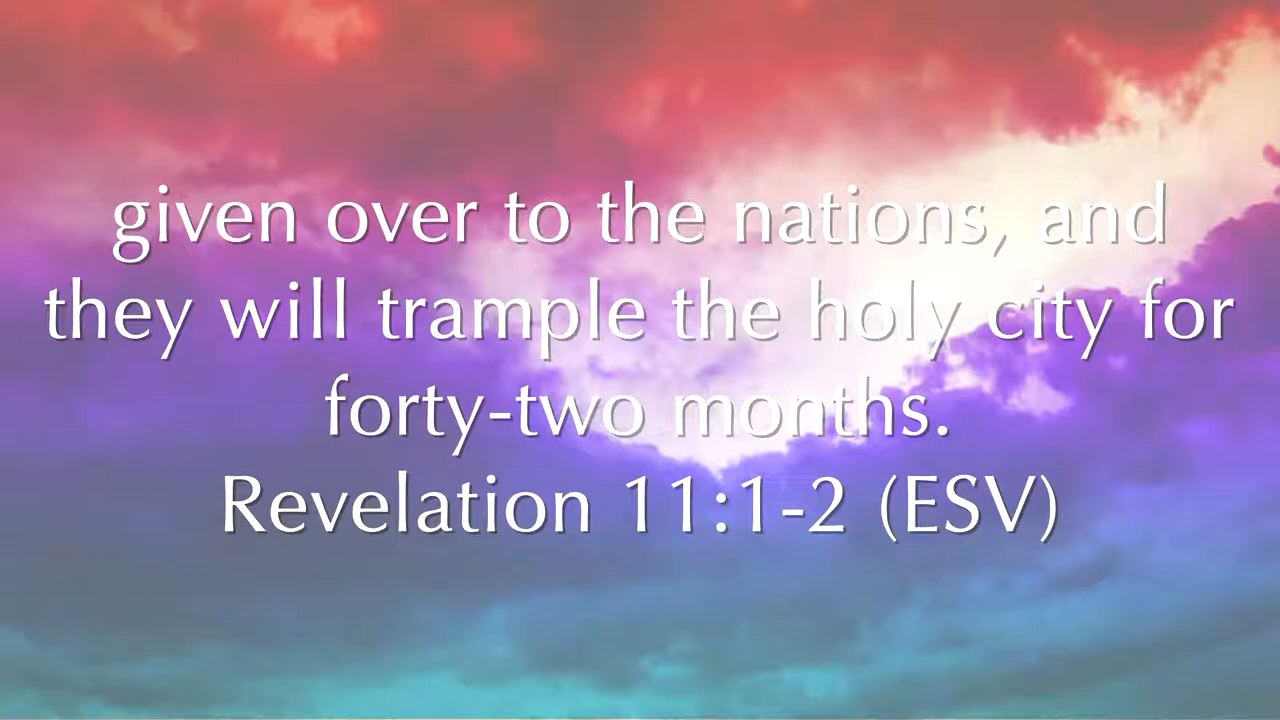 given over to the nations, and
they will trample the holy city for
forty-two months.
Revelation 11:1-2 (ESV)